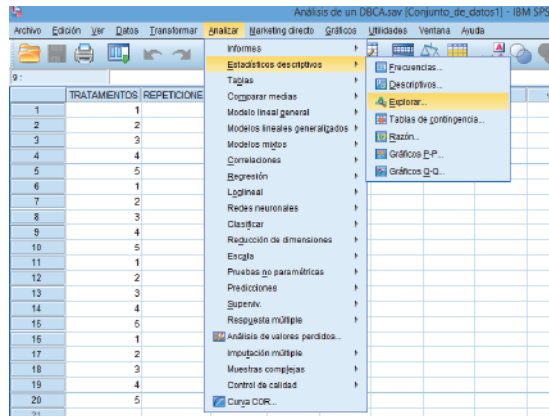 Análisis de un DBCA.sav [Conjunto_de_datos1] - IBM SPS
Archivo Edición Ver Datos Transformar Analizar Marketing directo Gráficos Utilidades Ventana Ayuda
9 :
TRATAMIENTOS REPETICIONE
1 1
2 2
3 3
4 4
5 5
6 1
7 2
8 3
9 4
10 5
11 1
12 2
13 3
14 4
15 5
16 1
17 2
18 3
19 4
20 5
21
Informes
Estadísticos descriptivos
Tablas
Comparar medias
Modelo lineal general
Modelos lineales generalizados
Modelos mixtos
Correlaciones
Regresión
Loglineal
Redes neuronales
Clasificar
Reducción de dimensiones
Escala
Pruebas no paramétricas
Predicciones
Superviv.
Respuesta múltiple
Análisis de valores perdidos...
Imputación múltiple
Muestras complejas
Control de calidad
Curva COR...
Frecuencias...
Descriptivos...
Explorar...
Tablas de contingencia...
Razón...
Gráficos P-P...
Gráficos Q-Q...